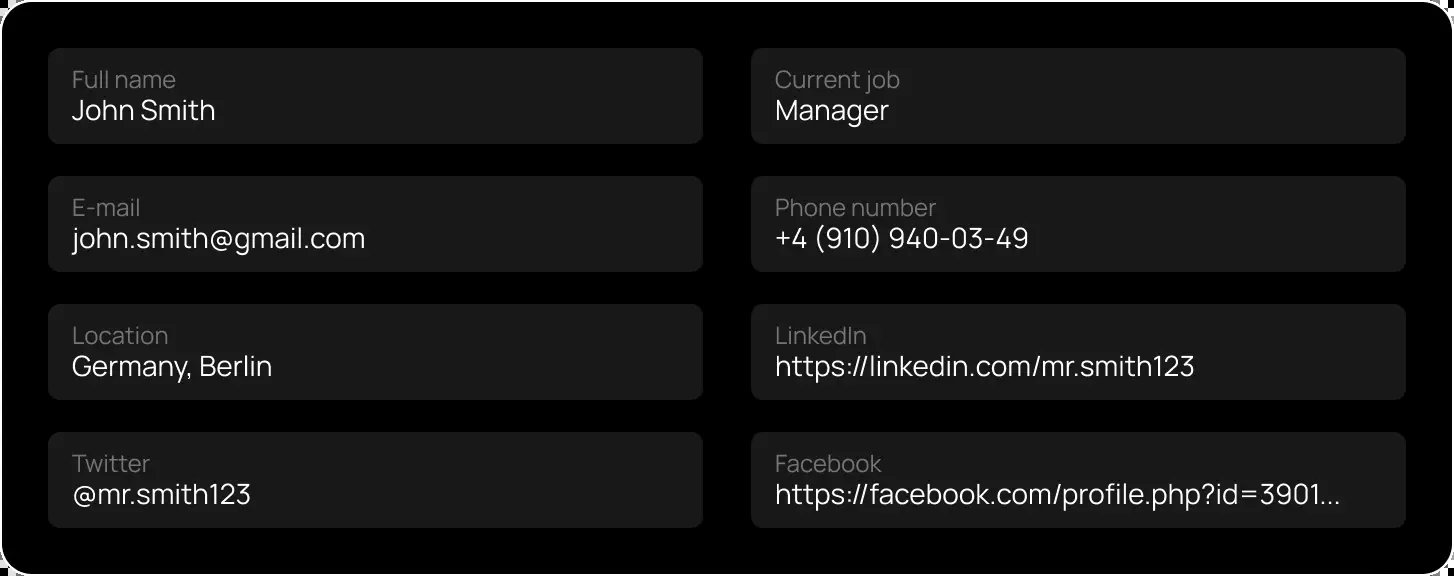 Full name
John Smith
Current job
Manager
E-mail
john.smith@gmail.com
Phone number
+4 (910) 940-03-49
Location
Germany, Berlin
LinkedIn
https://linkedin.com/mr.smith123
Twitter
@mr.smith123
Facebook
https://facebook.com/profile.php?id=3901...